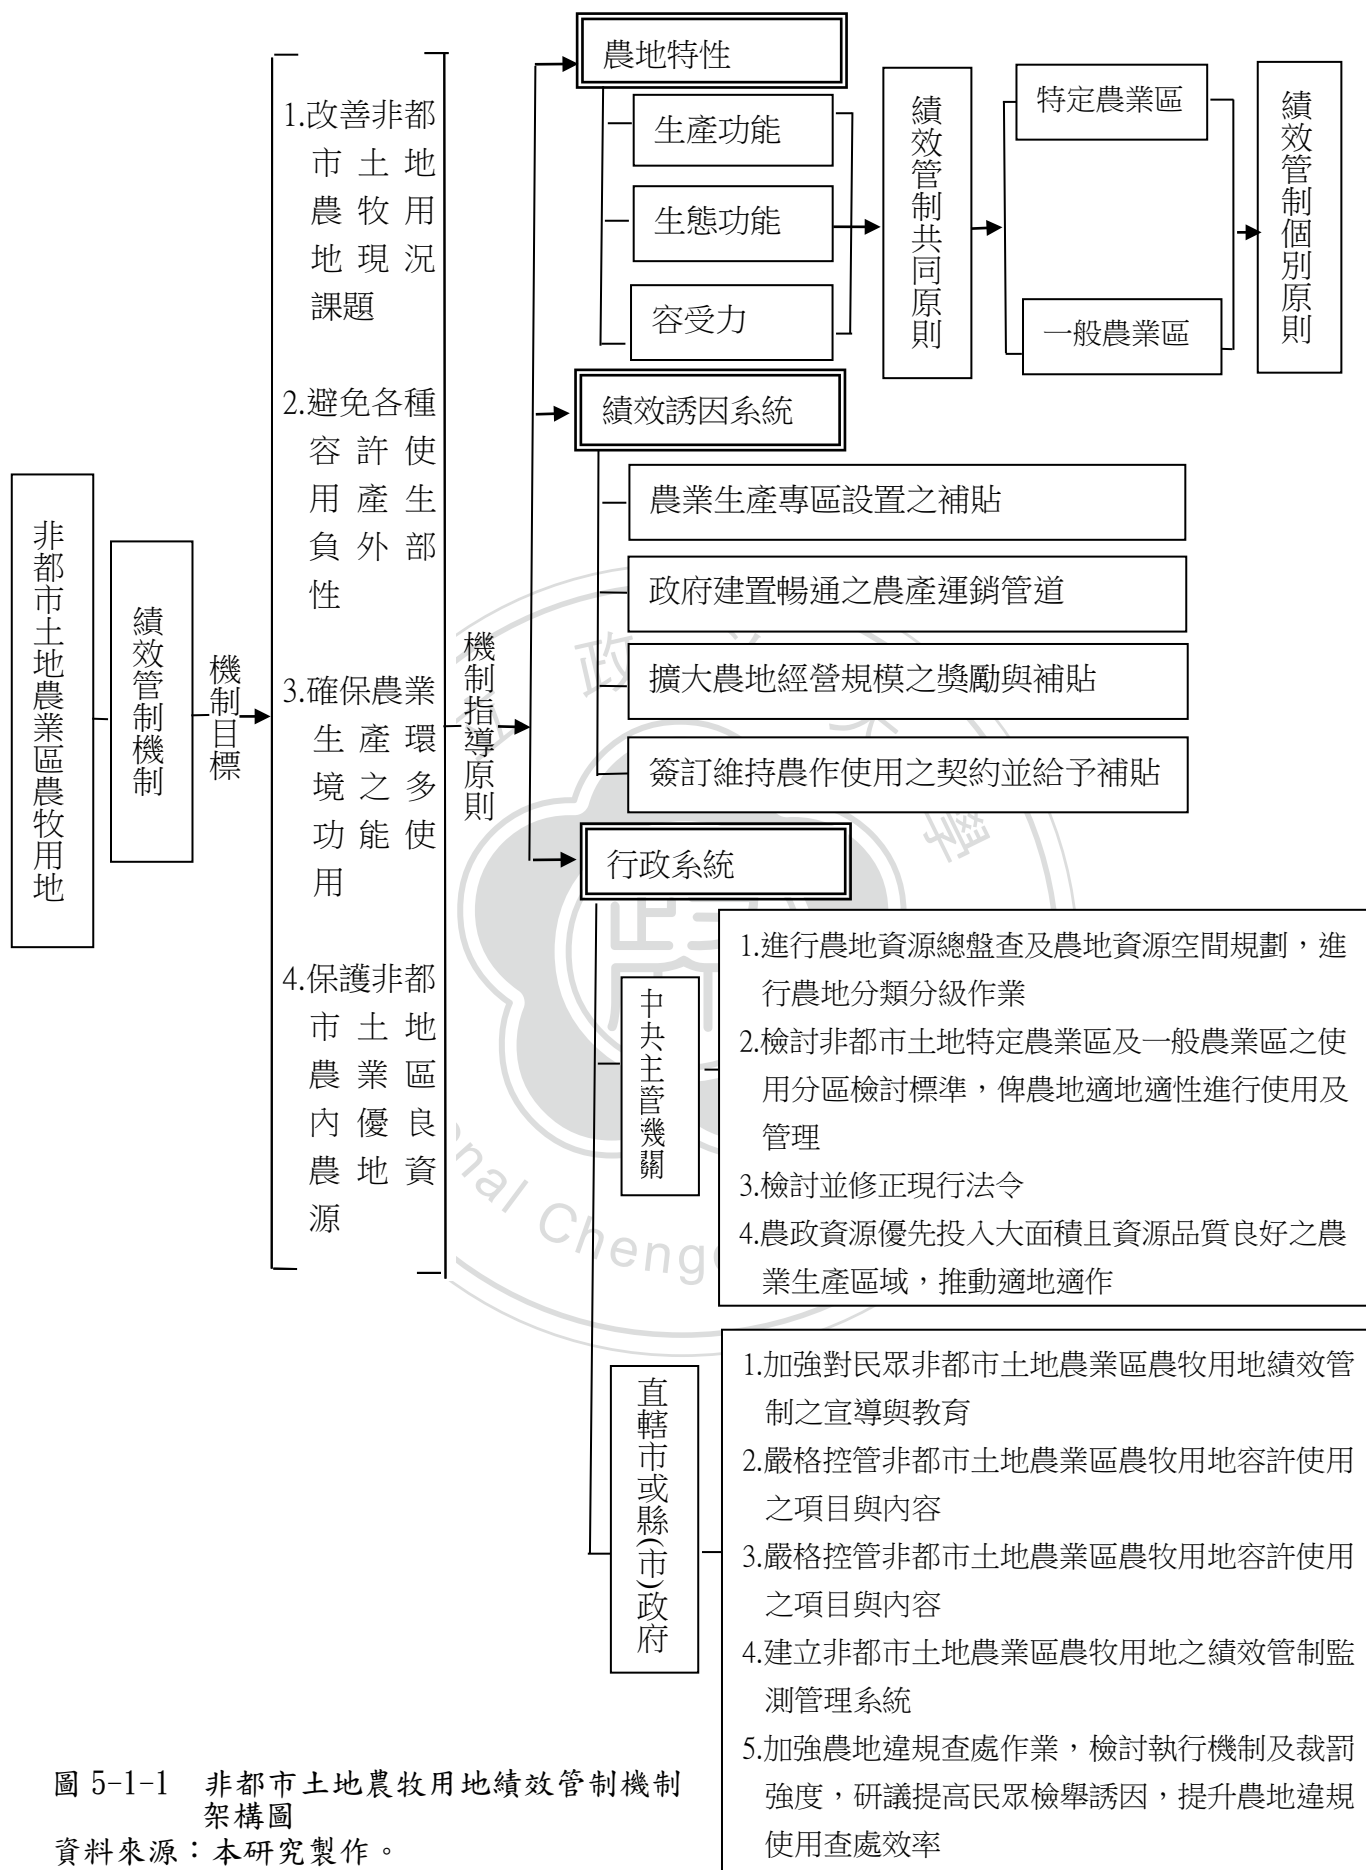 非都市土地農業區農牧用地
績效管制機制
機制目標
1.改善非都
市土地
農牧用
地現況
課題
2.避免各種
容許使
用產生
負外部
性
3.確保農業
生產環
境之多
功能使
用
4.保護非都
市土地
農業區
內優良
農地資
源
機制指導原則
農地特性
生產功能
生態功能
容受力
績效管制共同原則
特定農業區
一般農業區
績效管制個別原則
績效誘因系統
農業生產專區設置之補貼
政府建置暢通之農產運銷管道
擴大農地經營規模之獎勵與補貼
簽訂維持農作使用之契約並給予補貼
行政系統
中央主管機關
1.進行農地資源總盤查及農地資源空間規劃，進
行農地分類分級作業
2.檢討非都市土地特定農業區及一般農業區之使
用分區檢討標準，俾農地適地適性進行使用及
管理
3.檢討並修正現行法令
4.農政資源優先投入大面積且資源品質良好之農
業生產區域，推動適地適作
直轄市或縣(市)政府
1.加強對民眾非都市土地農業區農牧用地績效管
制之宣導與教育
2.嚴格控管非都市土地農業區農牧用地容許使用
之項目與內容
3.嚴格控管非都市土地農業區農牧用地容許使用
之項目與內容
4.建立非都市土地農業區農牧用地之績效管制監
測管理系統
5.加強農地違規查處作業，檢討執行機制及裁罰
強度，研議提高民眾檢舉誘因，提升農地違規
使用查處效率
圖 5-1-1 非都市土地農牧用地績效管制機制
架構圖
資料來源：本研究製作。